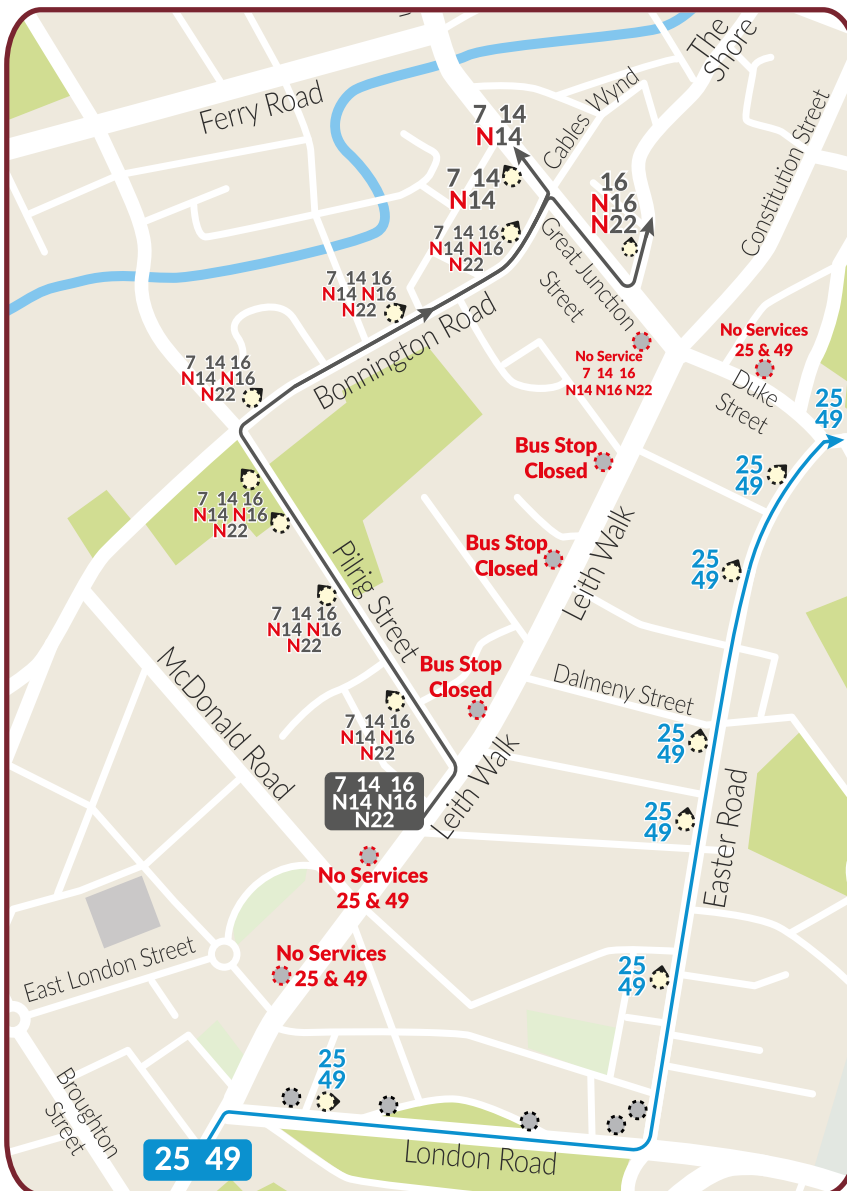 The
Shore
Ferry Road
7 14
N14
Cables Wynd
Constitution Street
7 14
N14
16
N16
N22
7 14 16
N14 N16
N22
Great Junction
Street
7 14 16
N14 N16
N22
Bonnington Road
No Services
25 & 49
No Service
7 14 16
N14 N16 N22
7 14 16
N14 N16
N22
Duke
Street
25
49
Bus Stop
Closed
25
49
7 14 16
N14 N16
N22
Bus Stop
Closed
Leith Walk
25
49
Pilrig Street
7 14 16
N14 N16
N22
McDonald Road
Bus Stop
Closed
Dalmeny Street
7 14 16
N14 N16
N22
25
49
7 14 16
N14 N16
N22
Leith Walk
25
49
Easter Road
No Services
25 & 49
East London Street
No Services
25 & 49
25
49
25
49
Broughton
Street
25 49
London Road